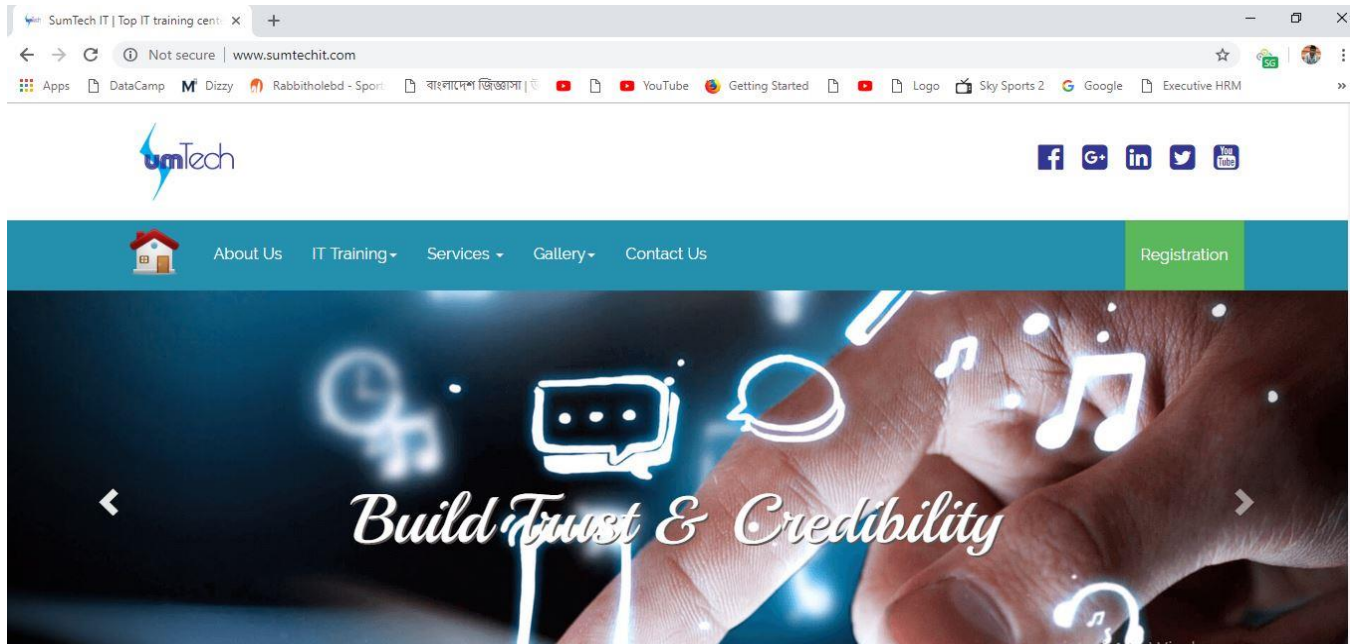 SumTech IT | Top IT training cent
Not secure | www.sumtechit.com
SG
Apps DataCamp Dizzy Rabbitholebd - Sport বাংলাদেশ জিজ্ঞাসা | YouTube Getting Started Logo Sky Sports 2 Google Executive HRM »
umTech
You Tube
About Us IT Training Services Gallery Contact Us Registration
Build Trust & Credibility